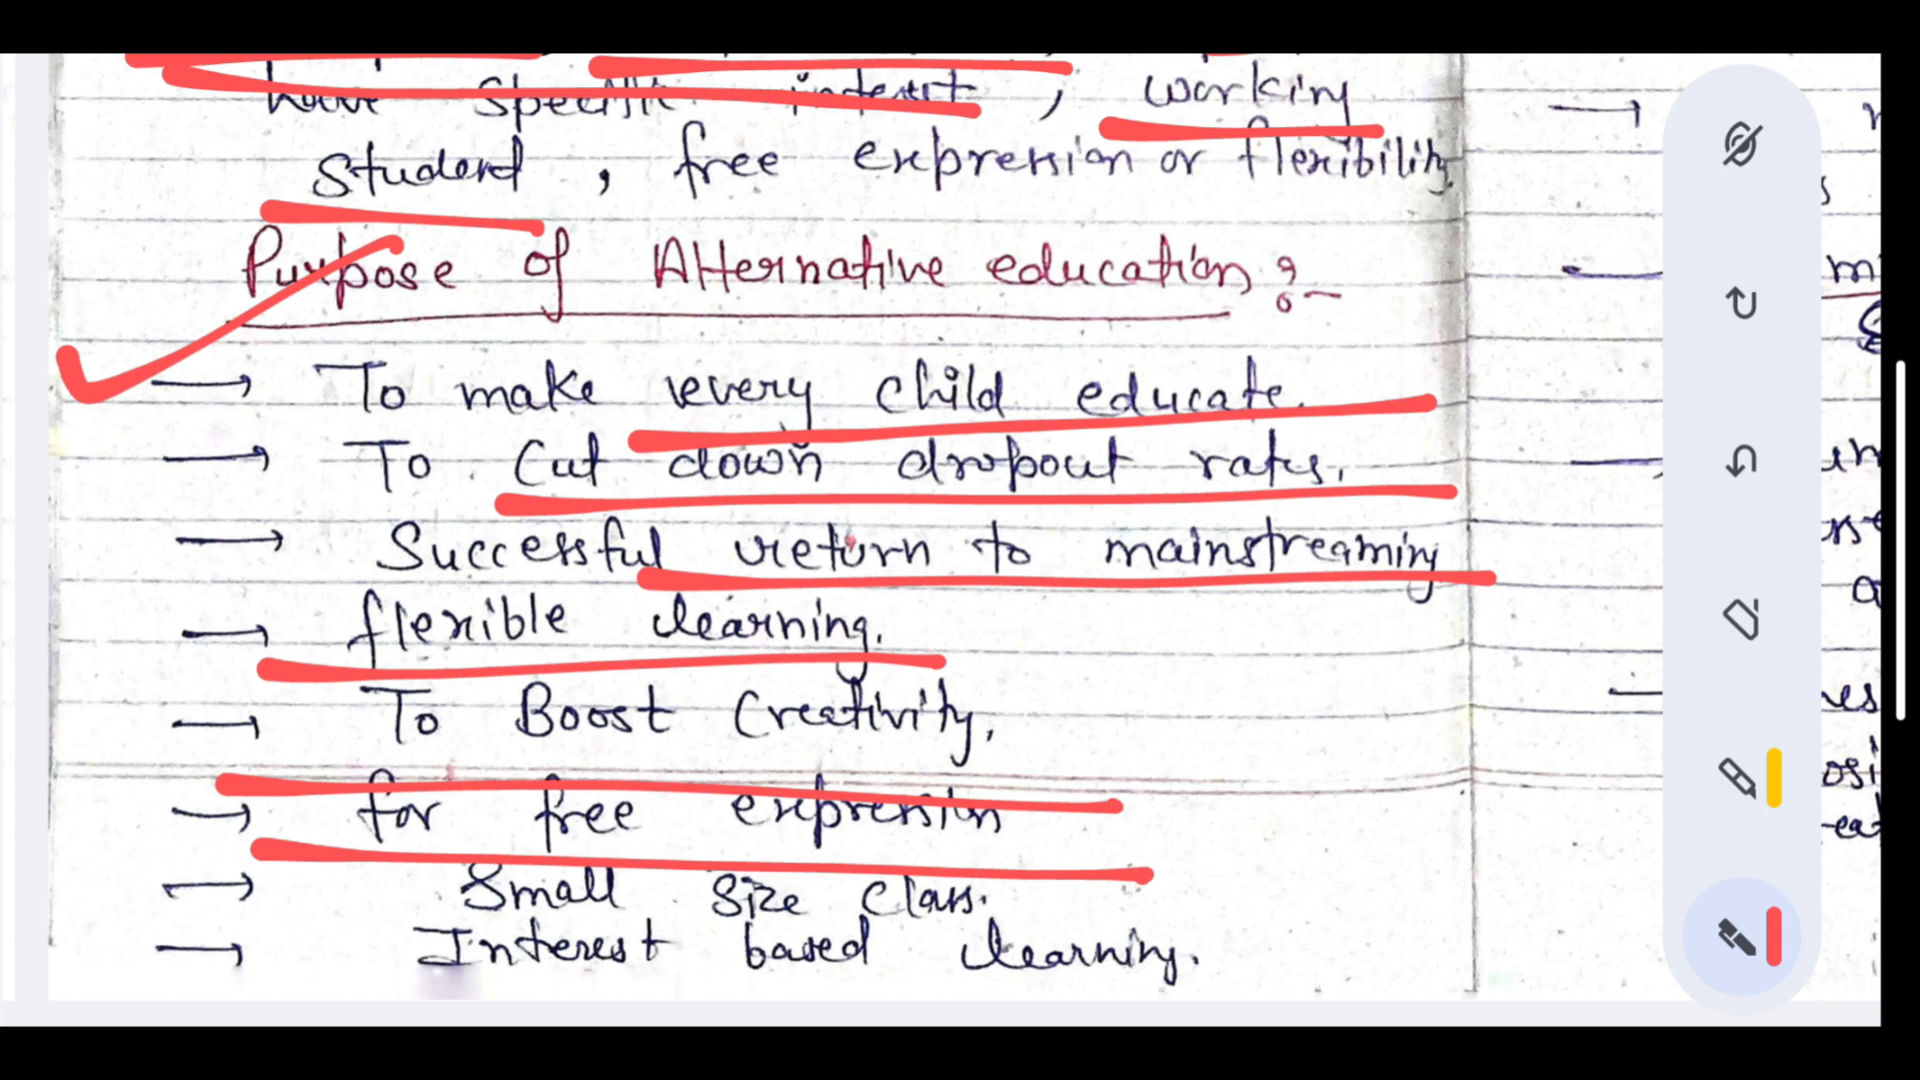 have specific interest, working
student, free expression or flexibility
Purpose of Alternative education :-
→ To make every child educate.
→ To cut down dropout rates.
→ Successful return to mainstreaming
→ flexible learning.
→ To Boost Creativity.
→ for free expression
→ Small Size Class.
→ Interest based learning.